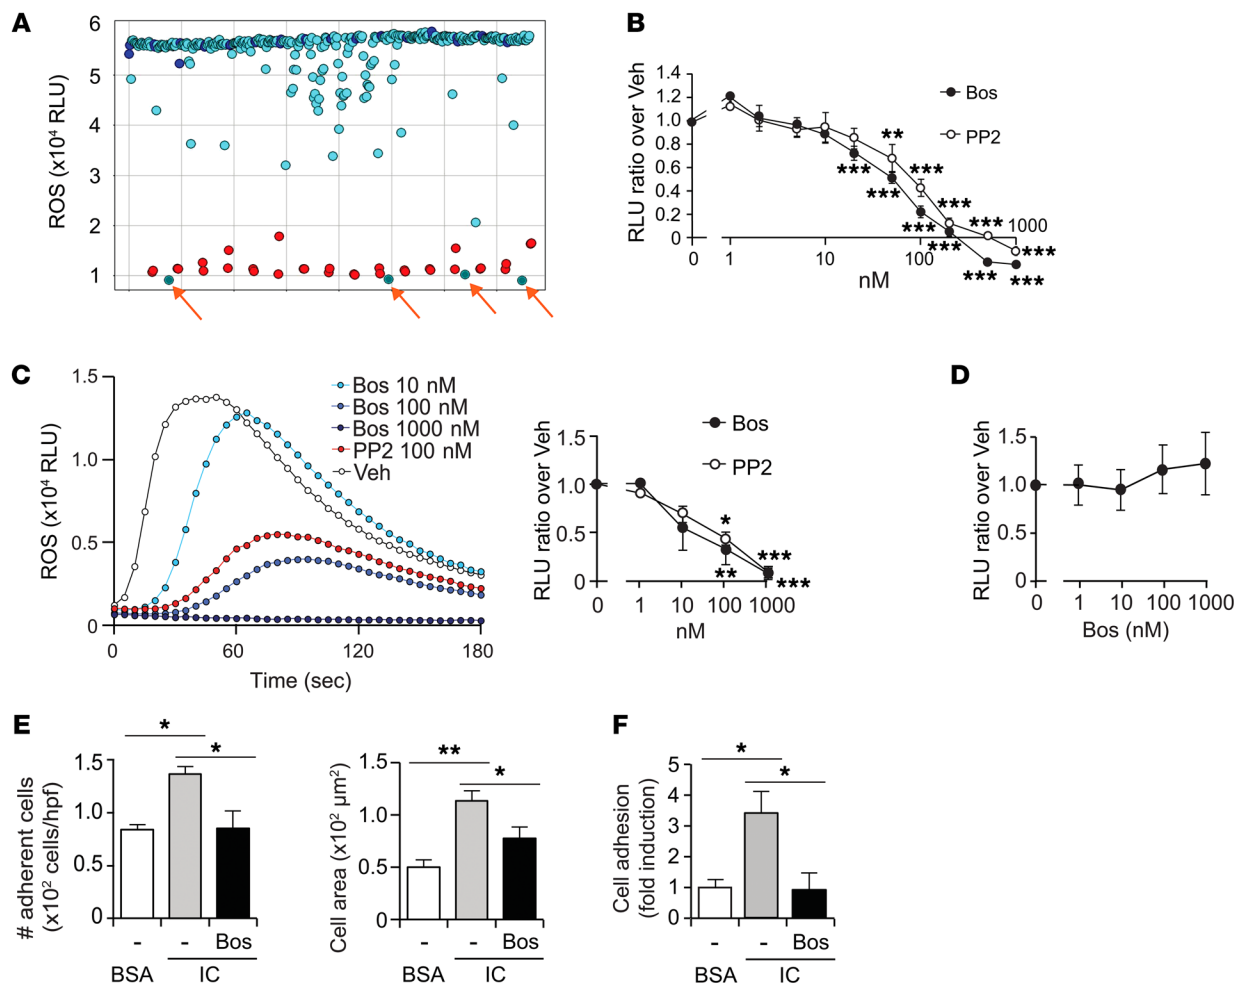 A
ROS (x10⁴ RLU)
6
5
4
3
2
1
B
RLU ratio over Veh
1.4
1.2
1.0
0.8
0.6
0.4
1.2
0
0
1
10
100
1000
nM
Bos
PP2
**
***
***
***
***
***
***
***
***
***
***
***
C
ROS (x10⁴ RLU)
1.5
1.0
0.5
0
0
60
120
180
Time (sec)
Bos 10 nM
Bos 100 nM
Bos 1000 nM
PP2 100 nM
Veh
RLU ratio over Veh
1.5
1.0
0.5
0
0
1
10
100
1000
nM
Bos
PP2
*
**
***
***
D
RLU ratio over Veh
1.5
1.0
0.5
0
0
1
10
100
1000
Bos (nM)
E
# adherent cells
(x10² cells/hpf)
1.5
1.0
0.5
0
*
*
- - Bos
BSA IC
Cell area (x10² µm²)
1.5
1.0
0.5
0
**
*
- - Bos
BSA IC
F
Cell adhesion
(fold induction)
5
4
3
2
1
0
*
*
- - Bos
BSA IC